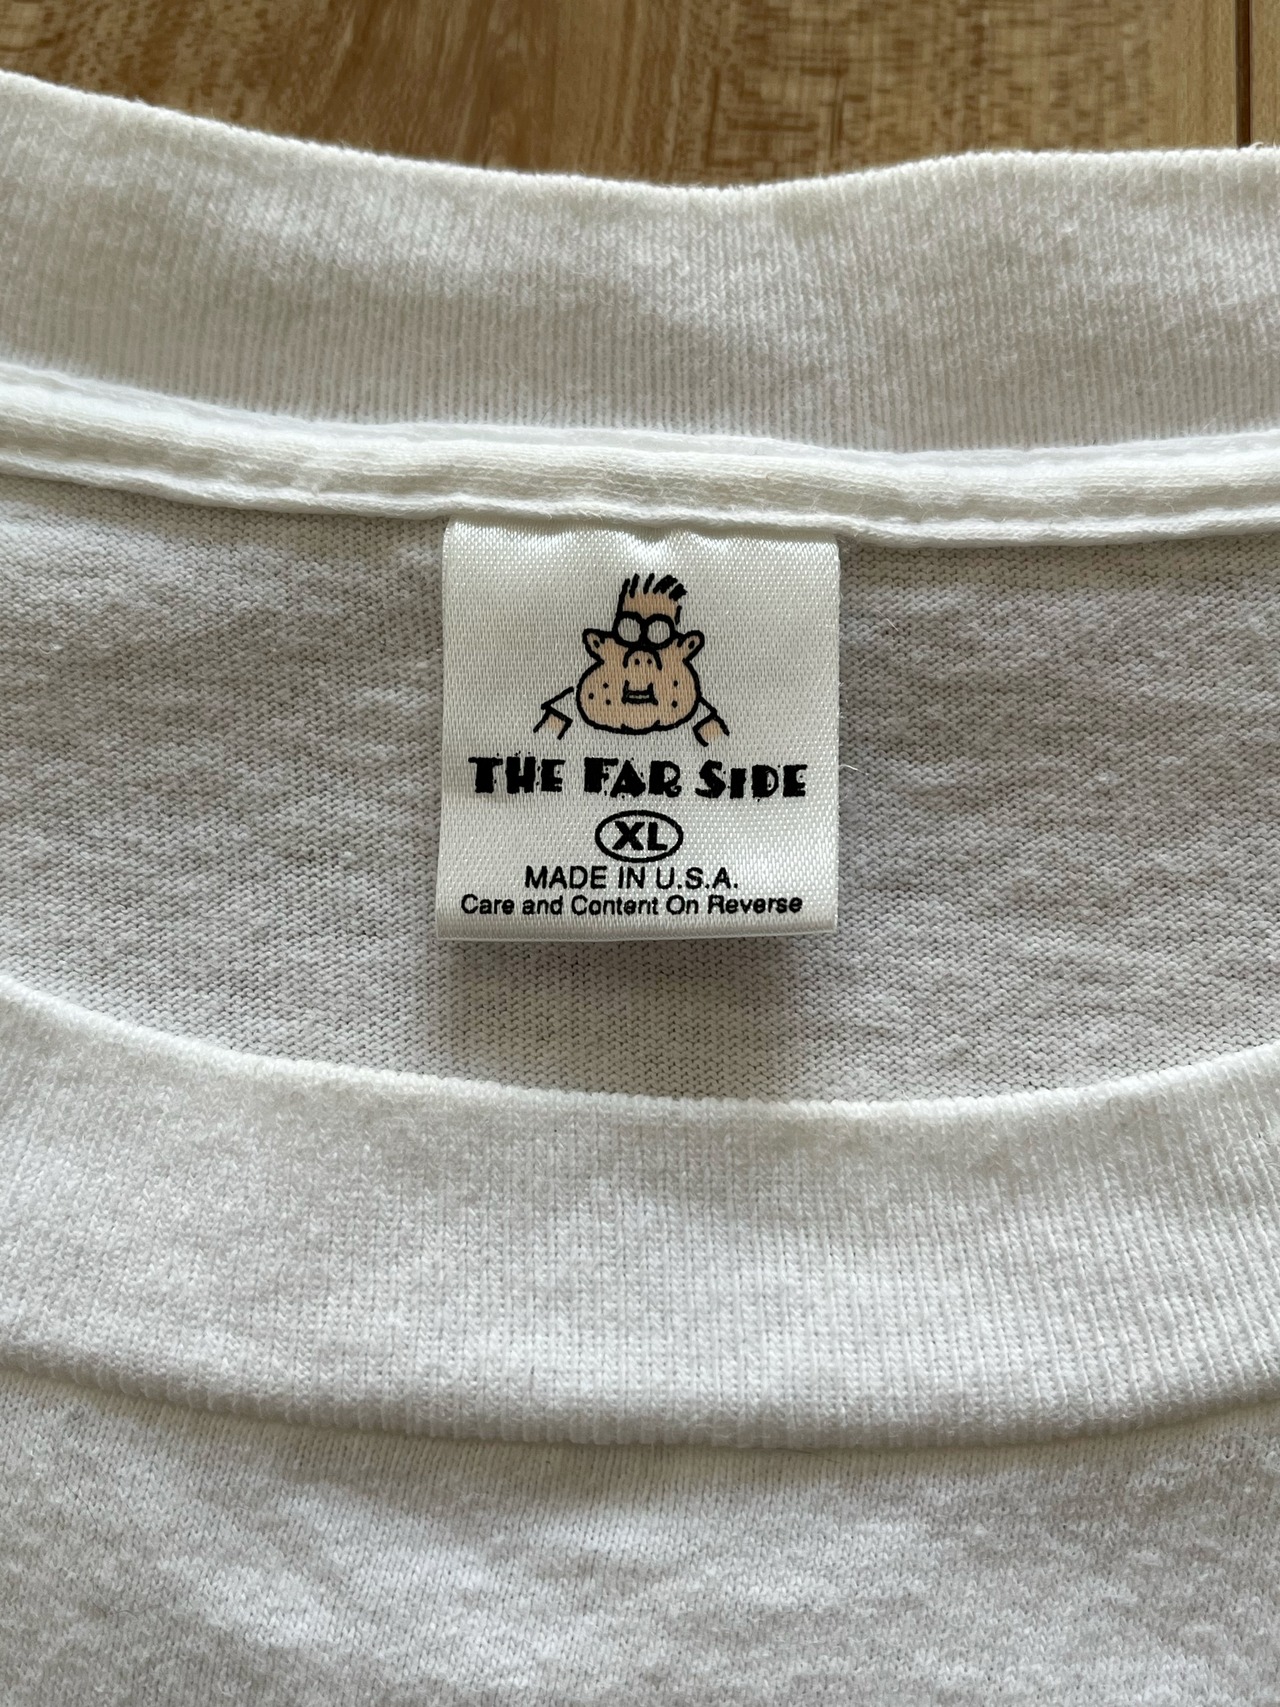 THE FAR SIDE
XL
MADE IN U.S.A.
Care and Content On Reverse